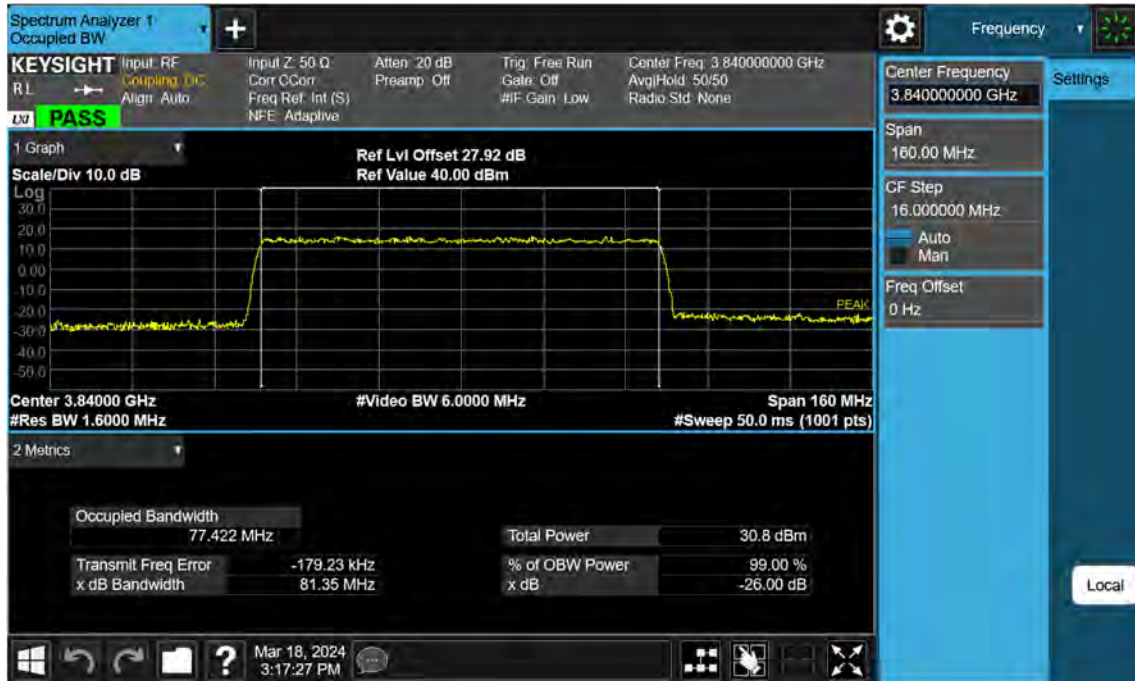 Spectrum Analyzer 1
Occupied BW
+
Frequency
KEYSIGHT
RL
LXI PASS
Input: RF
Coupling: DC
Align: Auto
Input Z: 50 Ω
Corr CCorr
Freq Ref: Int (S)
NFE: Adaptive
Atten: 20 dB
Preamp: Off
Trig: Free Run
Gate: Off
#IF Gain: Low
Center Freq: 3.840000000 GHz
Avg|Hold: 50/50
Radio Std: None
1 Graph
Scale/Div 10.0 dB
Ref Lvl Offset 27.92 dB
Ref Value 40.00 dBm
Log
30.0
20.0
10.0
0.00
-10.0
-20.0
-30.0
-40.0
-50.0
PEAK
Center 3.84000 GHz
#Res BW 1.6000 MHz
#Video BW 6.0000 MHz
Span 160 MHz
#Sweep 50.0 ms (1001 pts)
2 Metrics
Occupied Bandwidth
77.422 MHz
Transmit Freq Error -179.23 kHz
x dB Bandwidth 81.35 MHz
Total Power 30.8 dBm
% of OBW Power 99.00 %
x dB -26.00 dB
Center Frequency
3.840000000 GHz
Span
160.00 MHz
CF Step
16.000000 MHz
Auto
Man
Freq Offset
0 Hz
Settings
Local
?
Mar 18, 2024
3:17:27 PM